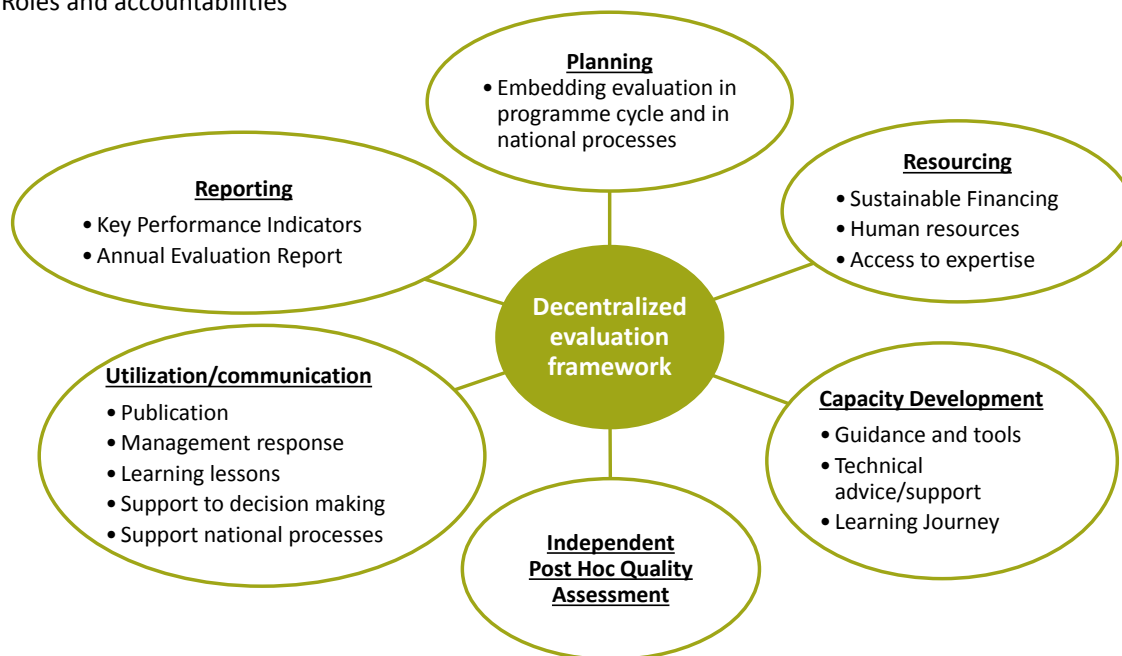 Roles and accountabilities
Planning
• Embedding evaluation in
programme cycle and in
national processes
Resourcing
• Sustainable Financing
• Human resources
• Access to expertise
Reporting
• Key Performance Indicators
• Annual Evaluation Report
Decentralized
evaluation
framework
Utilization/communication
• Publication
• Management response
• Learning lessons
• Support to decision making
• Support national processes
Capacity Development
• Guidance and tools
• Technical
advice/support
• Learning Journey
Independent
Post Hoc Quality
Assessment